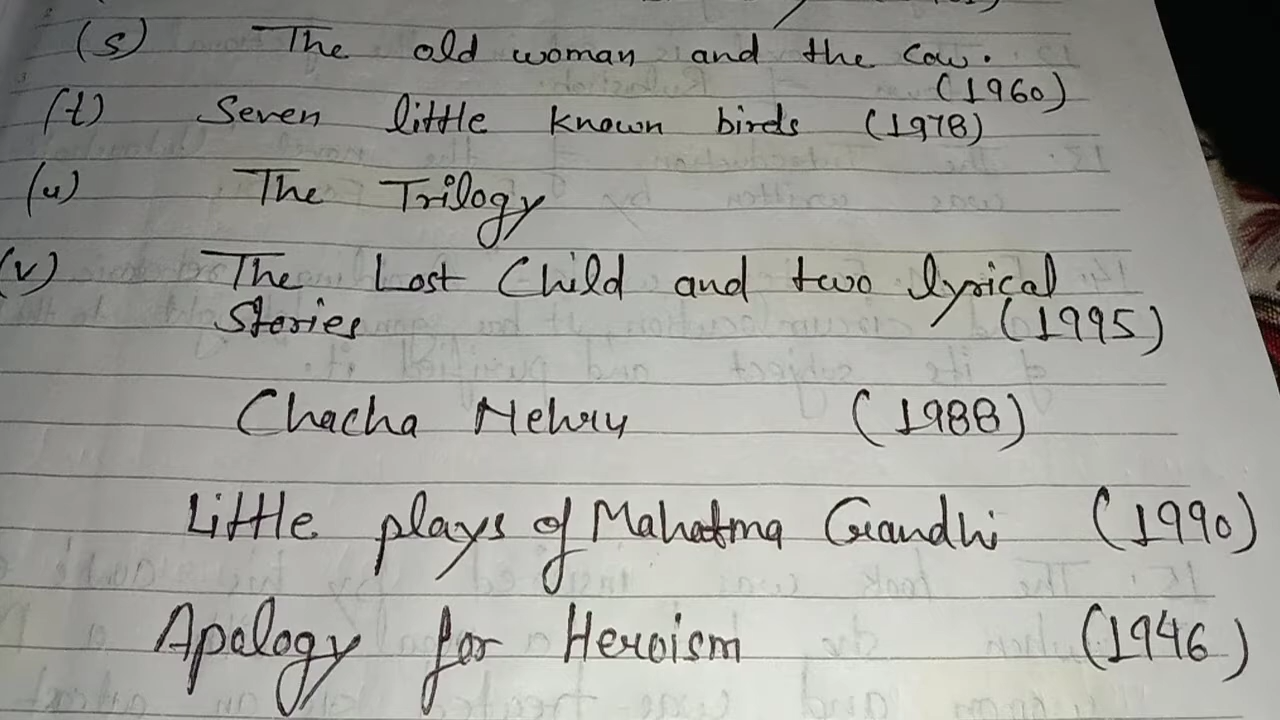 (s) The old woman and the cow.
(1960)
(t) Seven little known birds (1978)
(u) The Trilogy
(v) The Lost Child and two lyrical
Stories (1995)
Chacha Nehru (1988)
Little plays of Mahatma Gandhi (1990)
Apology for Heroism (1946)